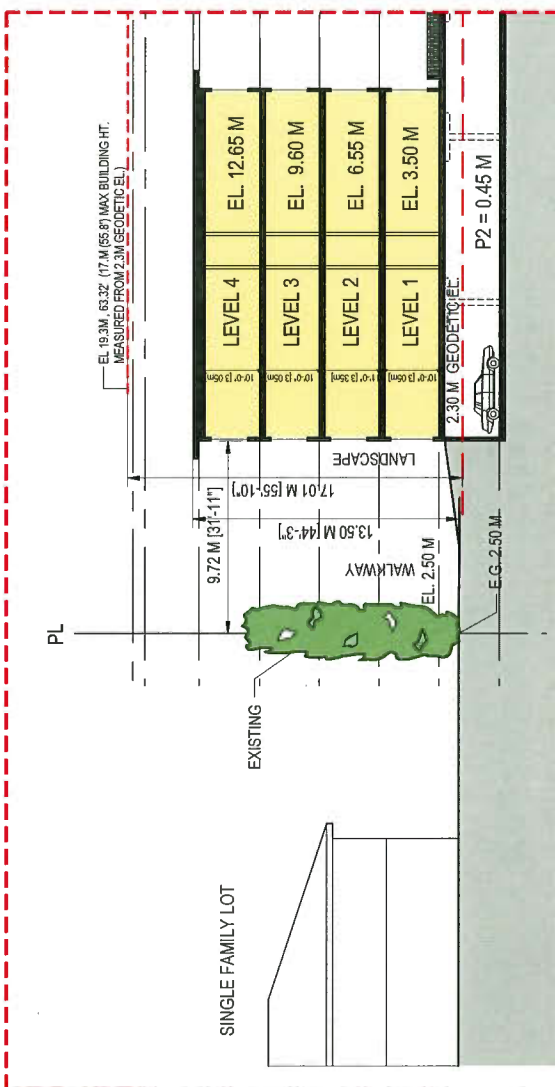 EL 19.3M , 63.32' (17.M (55.8') MAX BUILDING HT.
MEASURED FROM 2.3M GEODETIC EL.)
PL
9.72 M [31'-11"]
EXISTING
SINGLE FAMILY LOT
13.50 M [44'-3"]
17.01 M [55'-10"]
LANDSCAPE
WALKWAY
EL. 2.50 M
E.G. 2.50 M
LEVEL 4
EL. 12.65 M
10'-0" [3.05m]
LEVEL 3
EL. 9.60 M
10'-0" [3.05m]
LEVEL 2
EL. 6.55 M
11'-0" [3.35m]
LEVEL 1
EL. 3.50 M
10'-0" [3.05m]
2.30 M GEODETIC EL.
P2 = 0.45 M